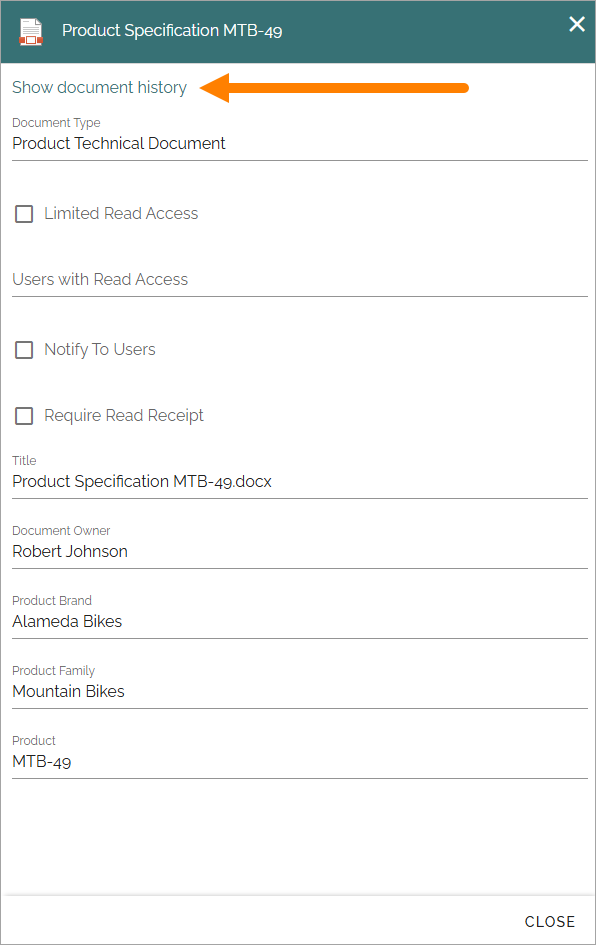 Product Specification MTB-49
Show document history
Document Type
Product Technical Document
Limited Read Access
Users with Read Access
Notify To Users
Require Read Receipt
Title
Product Specification MTB-49.docx
Document Owner
Robert Johnson
Product Brand
Alameda Bikes
Product Family
Mountain Bikes
Product
MTB-49
CLOSE